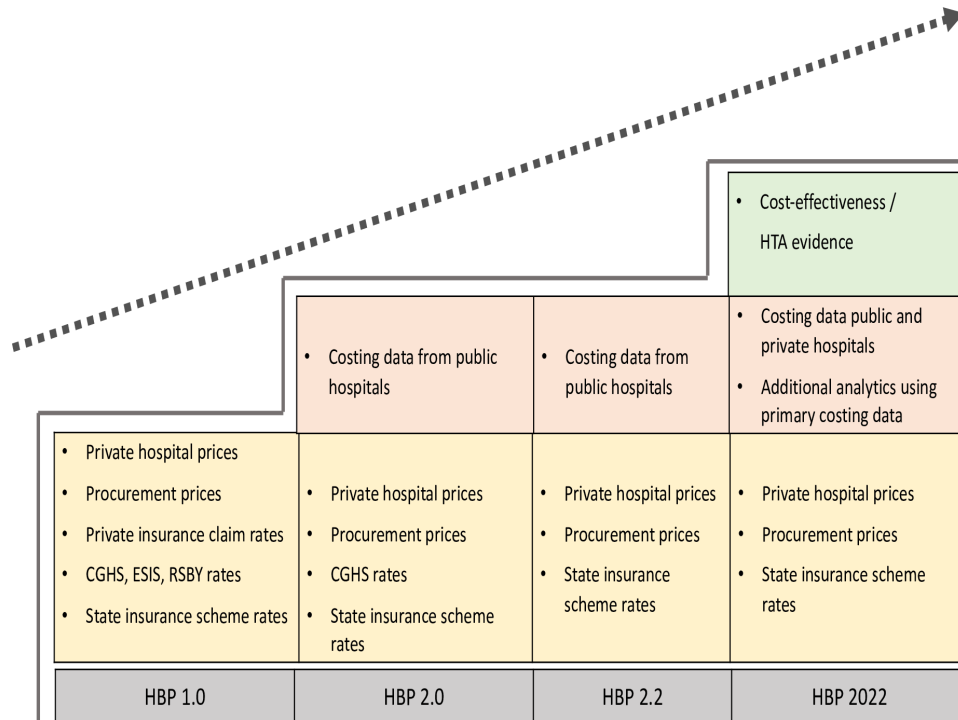 • Cost-effectiveness /
HTA evidence
• Costing data from public
hospitals
• Costing data from
public hospitals
• Costing data public and
private hospitals
• Additional analytics using
primary costing data
• Private hospital prices
• Procurement prices
• Private insurance claim rates
• CGHS, ESIS, RSBY rates
• State insurance scheme rates
• Private hospital prices
• Procurement prices
• CGHS rates
• State insurance scheme
rates
• Private hospital prices
• Procurement prices
• State insurance
scheme rates
• Private hospital prices
• Procurement prices
• State insurance scheme
rates
HBP 1.0
HBP 2.0
HBP 2.2
HBP 2022